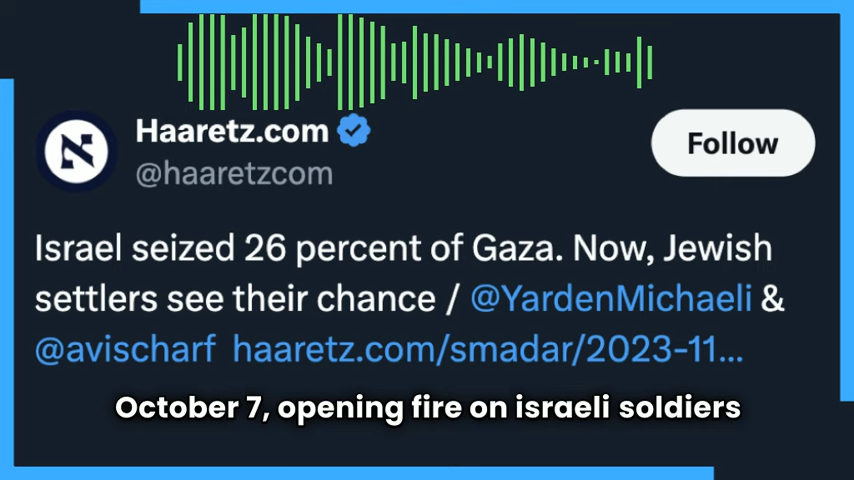 Haaretz.com
@haaretzcom
Follow
Israel seized 26 percent of Gaza. Now, Jewish
settlers see their chance / @YardenMichaeli &
@avischarf haaretz.com/smadar/2023-11...
October 7, opening fire on israeli soldiers